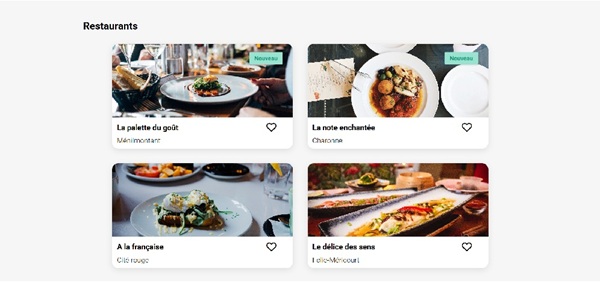 Restaurants
Nouveau
Nouveau
La palette du goût
Ménilmontant
La note enchantée
Charonne
A la française
Cité rouge
Le délice des sens
Folie-Méricourt